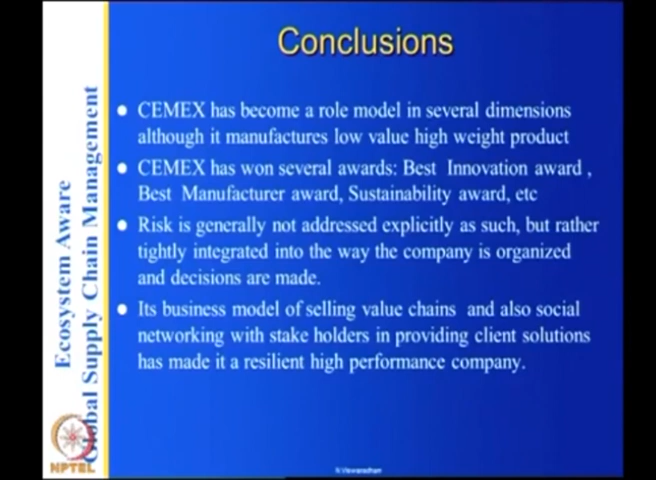 Conclusions
CEMEX has become a role model in several dimensions
although it manufactures low value high weight product
CEMEX has won several awards: Best Innovation award ,
Best Manufacturer award, Sustainability award, etc
Risk is generally not addressed explicitly as such, but rather
tightly integrated into the way the company is organized
and decisions are made.
Its business model of selling value chains and also social
networking with stake holders in providing client solutions
has made it a resilient high performance company.
Ecosystem Aware
Global Supply Chain Management
NPTEL
N Viswanadham